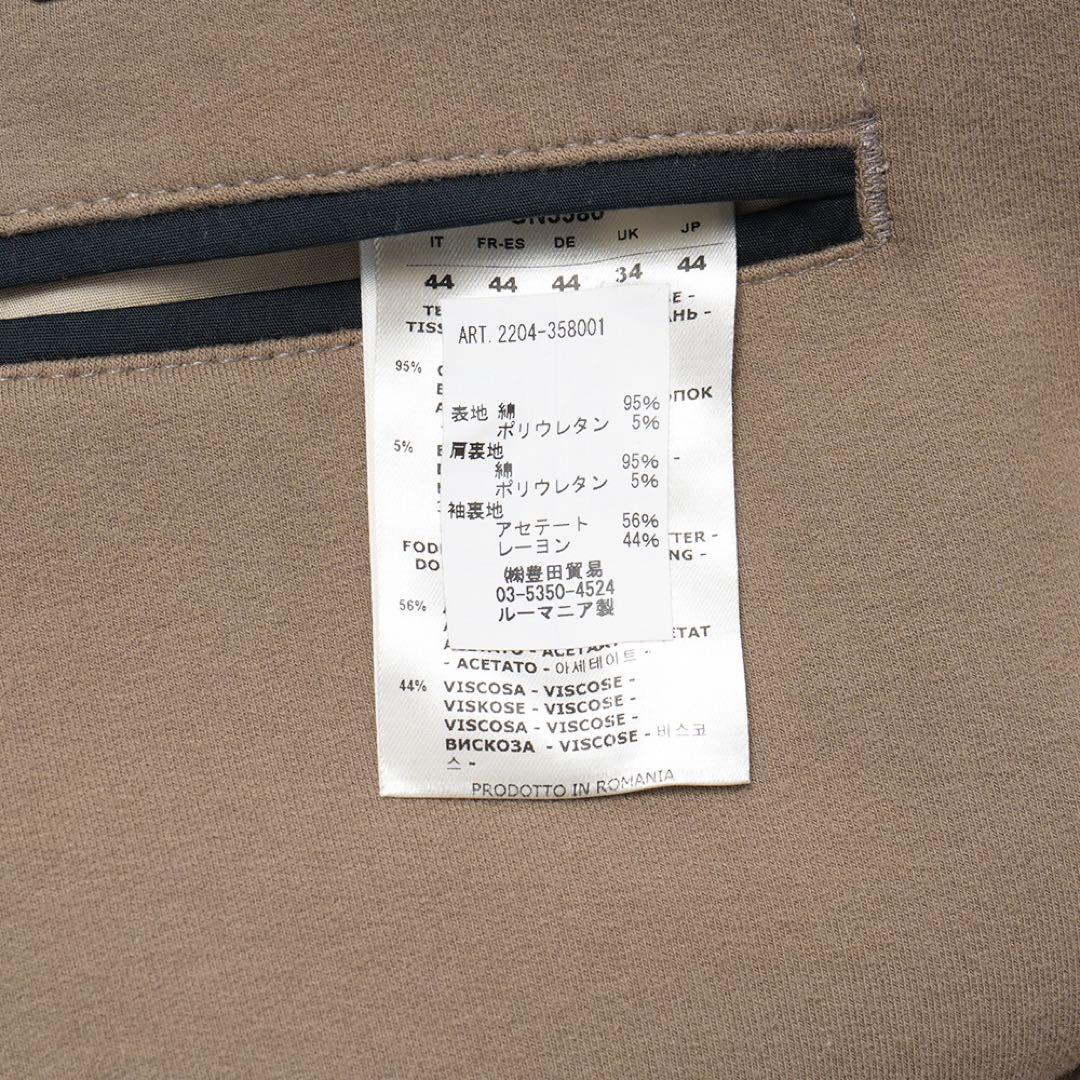 IT FR-ES DE UK JP
44 44 44 34 44
ART. 2204-358001
95%
表地 綿 95%
ポリウレタン 5%
5%
肩裏地
綿 95%
ポリウレタン 5%
袖裏地
アセテート 56%
レーヨン 44%
㈱豊田貿易
03-5350-4524
ルーマニア製
56%
- ACETATO - 아세테이트 -
44% VISCOSA - VISCOSE -
VISKOSE - VISCOSE -
VISCOSA - VISCOSE -
ВИСКОЗА - VISCOSE - 비스코
스 -
PRODOTTO IN ROMANIA